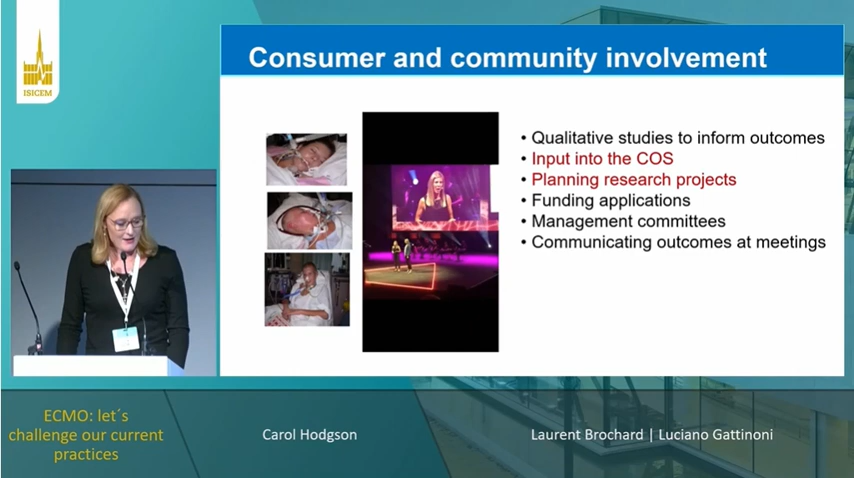 ISICEM
Consumer and community involvement
• Qualitative studies to inform outcomes
• Input into the COS
• Planning research projects
• Funding applications
• Management committees
• Communicating outcomes at meetings
ECMO: let´s
challenge our current
practices
Carol Hodgson
Laurent Brochard | Luciano Gattinoni